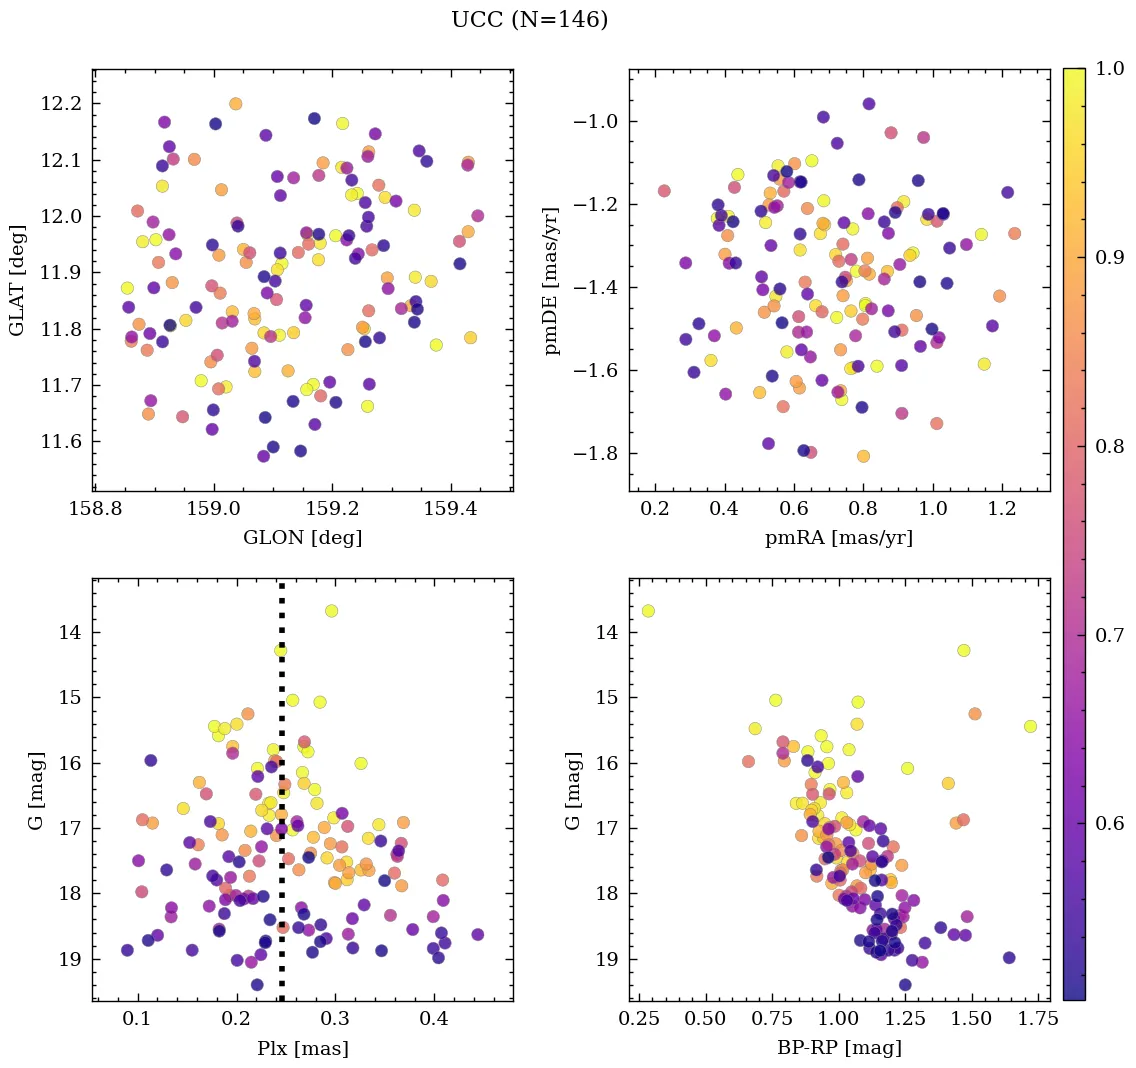 UCC (N=146)
12.2
12.1
12.0
11.9
11.8
11.7
11.6
GLAT [deg]
158.8 159.0 159.2 159.4
GLON [deg]
−1.0
−1.2
−1.4
−1.6
−1.8
pmDE [mas/yr]
0.2 0.4 0.6 0.8 1.0 1.2
pmRA [mas/yr]
14
15
16
17
18
19
G [mag]
0.1 0.2 0.3 0.4
Plx [mas]
14
15
16
17
18
19
G [mag]
0.25 0.50 0.75 1.00 1.25 1.50 1.75
BP-RP [mag]
1.0
0.9
0.8
0.7
0.6